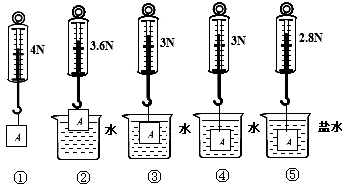 4N 3.6N 3N 3N 2.8N
A A A A A
水 水 水 盐水
① ② ③ ④ ⑤